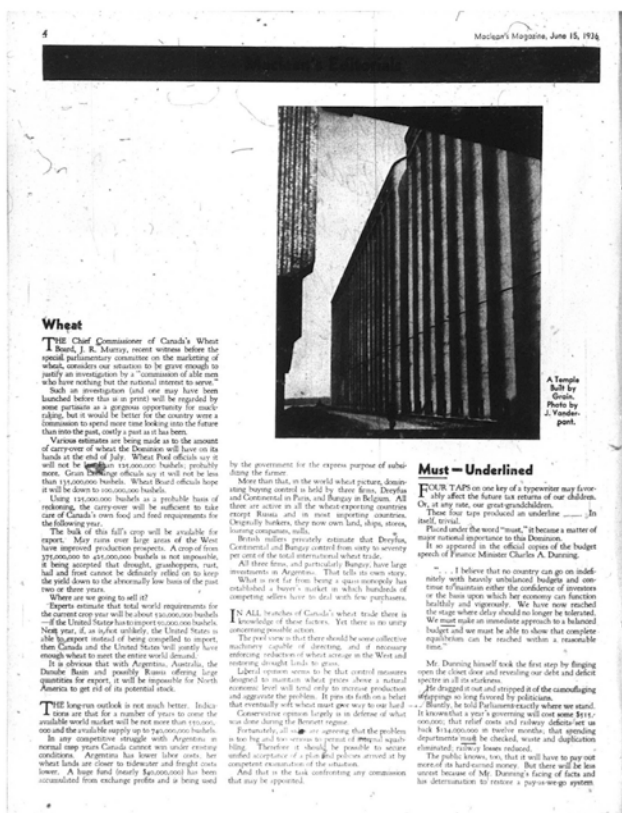 4
Maclean's Magazine, June 15, 1936
Maclean's Editorials
A Temple
Built by
Grain.
Photo by
J. Vander-
pant.
Wheat
THE Chief Commissioner of Canada's Wheat
Board, J. R. Murray, recent witness before the
special parliamentary committee on the marketing of
wheat, considers our situation to be grave enough to
justify an investigation by a "commission of able men
who have nothing but the national interest to serve."
Such an investigation (and one may have been
launched before this is in print) will be regarded by
some partisans as a gorgeous opportunity for muck-
raking, but it would be better for the country were a
commission to spend more time looking into the future
than into the past, costly a past as it has been.
Various estimates are being made as to the amount
of carry-over of wheat the Dominion will have on its
hands at the end of July. Wheat Pool officials say it
will not be than 125,000,000 bushels; probably
more. Grain Exchange officials say it will not be less
than 135,000,000 bushels. Wheat Board officials hope
it will be down to 100,000,000 bushels.
Using 125,000,000 bushels as a probable basis of
reckoning, the carry-over will be sufficient to take
care of Canada's own food and feed requirements for
the following year.
The bulk of this fall's crop will be available for
export. May rains over large areas of the West
have improved production prospects. A crop of from
375,000,000 to 425,000,000 bushels is not impossible,
it being accepted that drought, grasshoppers, rust,
hail and frost cannot be definitely relied on to keep
the yield down to the abnormally low basis of the past
two or three years.
Where are we going to sell it?
Experts estimate that total world requirements for
the current crop year will be about 520,000,000 bushels
—if the United States has to import 50,000,000 bushels.
Next year, if, as is not unlikely, the United States is
able to export instead of being compelled to import,
then Canada and the United States will jointly have
enough wheat to meet the entire world demand.
It is obvious that with Argentina, Australia, the
Danube Basin and possibly Russia offering large
quantities for export, it will be impossible for North
America to get rid of its potential stock.
THE long-run outlook is not much better. Indica-
tions are that for a number of years to come the
available world market will be not more than
000 and the available supply up to bushels.
In any competitive struggle with Argentina in
normal crop years Canada cannot win under existing
conditions. Argentina has lower labor costs, her
wheat lands are closer to tidewater and freight costs
lower. A huge fund (nearly $40,000,000) has been
accumulated from exchange profits and is being used
by the government for the express purpose of subsi-
dizing the farmer.
More than that, in the world wheat picture, domin-
ating buying control is held by three firms, Dreyfus
and Continental in Paris, and Bungay in Belgium. All
three are active in all the wheat-exporting countries
except Russia and in most importing countries.
Originally bankers, they now own land, ships, stores,
insuring companies, mills.
British millers privately estimate that Dreyfus,
Continental and Bungay control from sixty to seventy
per cent of the total international wheat trade.
All three firms, and particularly Bungay, have large
investments in Argentina. That tells its own story.
What is not far from being a quasi-monopoly has
established a buyer's market in which hundreds of
competing sellers have to deal with few purchasers.
IN ALL branches of Canada's wheat trade there is
knowledge of these factors. Yet there is no unity
concerning possible action.
The pool view is that there should be some collective
machinery capable of directing, and if necessary
enforcing reduction of wheat acreage in the West and
restoring drought lands to grass.
Liberal opinion seems to be that control measures
designed to maintain wheat prices above a natural
economic level will tend only to increase production
and aggravate the problem. It pins its faith on a belief
that eventually soft wheat must give way to our hard
Conservative opinion largely is in defense of what
was done during the Bennett regime.
Fortunately, all are agreeing that the problem
is too big and too serious to permit of squab-
bling. Therefore it should be possible to secure
unified acceptance of a plan and policies arrived at by
competent examination of the situation.
And that is the task confronting any commission
that may be appointed.
Must — Underlined
FOUR TAPS on one key of a typewriter may favor-
ably affect the future tax returns of our children.
Or, at any rate, our great-grandchildren.
These four taps produced an underline ____. In
itself, trivial.
Placed under the word "must," it became a matter of
major national importance to this Dominion.
It so appeared in the official copies of the budget
speech of Finance Minister Charles A. Dunning.
". . . I believe that no country can go on indefi-
nitely with heavily unbalanced budgets and con-
tinue to maintain either the confidence of investors
or the basis upon which her economy can function
healthily and vigorously. We have now reached
the stage where delay should no longer be tolerated.
We must make an immediate approach to a balanced
budget and we must be able to show that complete
equilibrium can be reached within a reasonable
time."
Mr. Dunning himself took the first step by flinging
open the closet door and revealing our debt and deficit
spectre in all its starkness.
He dragged it out and stripped it of the camouflaging
wrappings so long favored by politicians.
Bluntly, he told Parliament exactly where we stand.
It knows that a year's governing will cost some
000,000; that relief costs and railway deficits set us
back in twelve months; that spending
departments must be checked, waste and duplication
eliminated, railway losses reduced.
The public knows, too, that it will have to pay out
more of its hard-earned money. But there will be less
unrest because of Mr. Dunning's facing of facts and
his determination to restore a pay-as-we-go system.